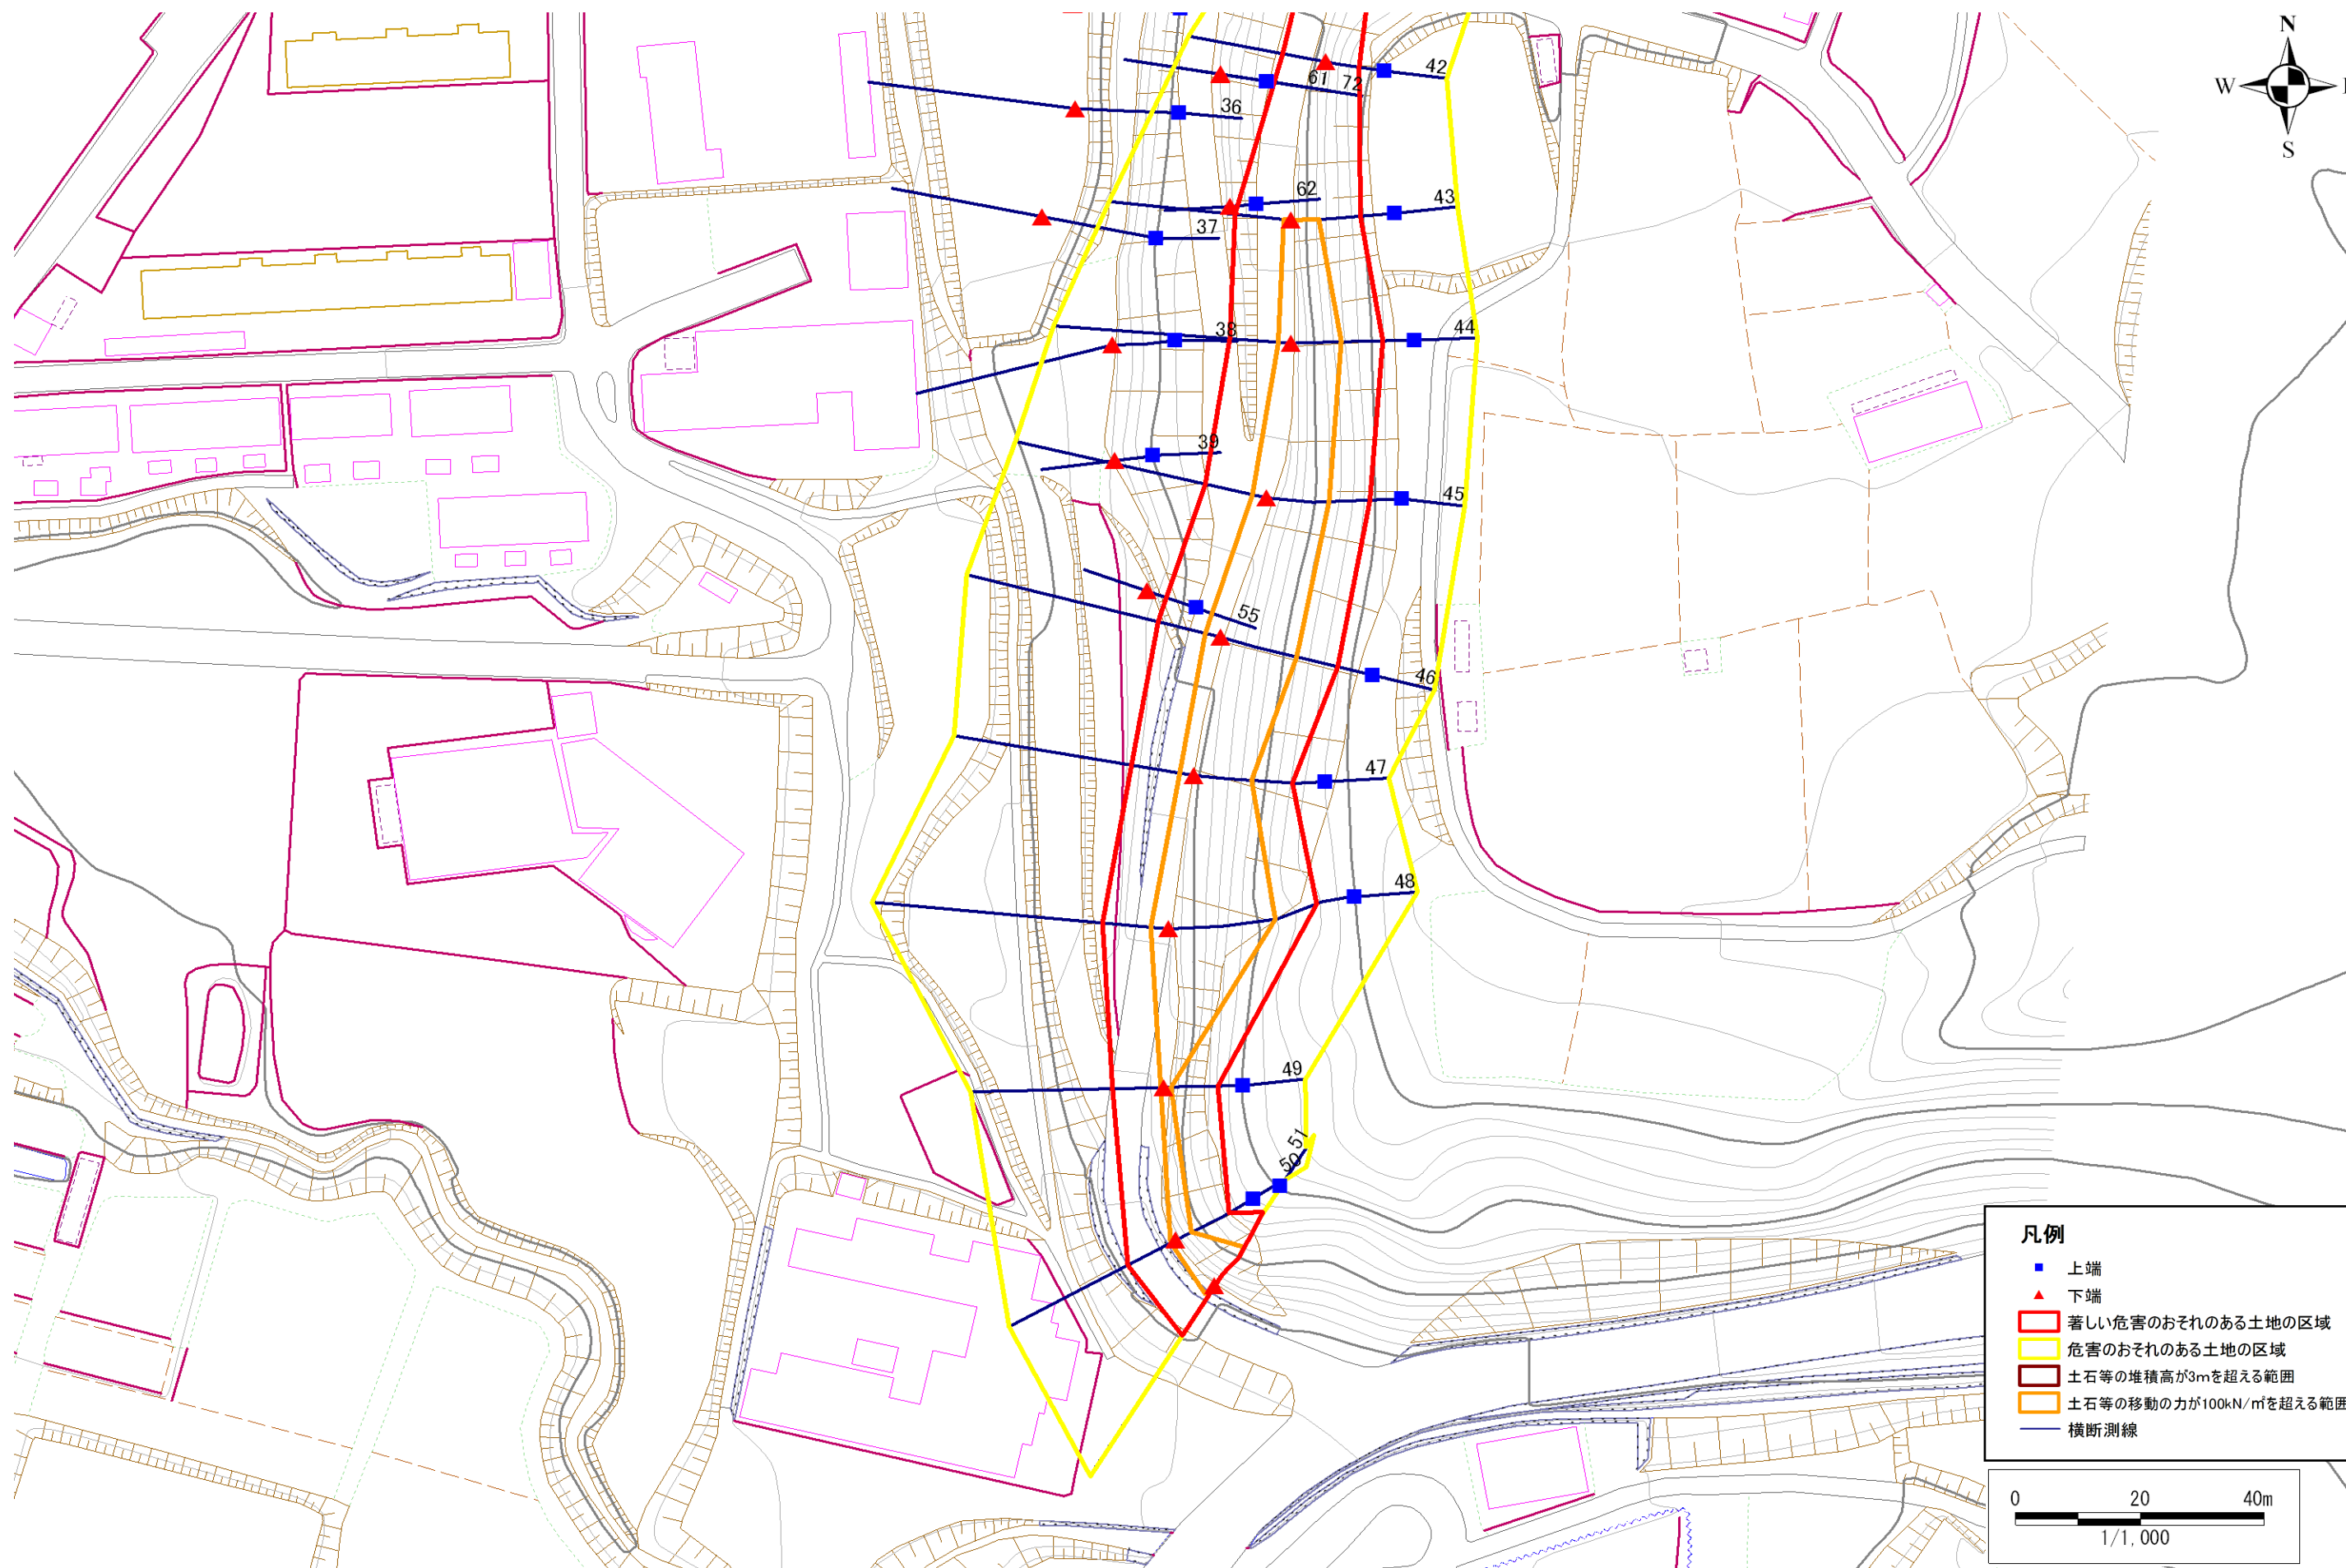 N
W
S
42
61 72
36
62
43
37
38
44
39
45
55
46
47
48
49
51
50
凡例
上端
下端
著しい危害のおそれのある土地の区域
危害のおそれのある土地の区域
土石等の堆積高が3mを超える範囲
土石等の移動の力が100kN/㎡を超える範囲
横断測線
0 20 40m
1/1,000